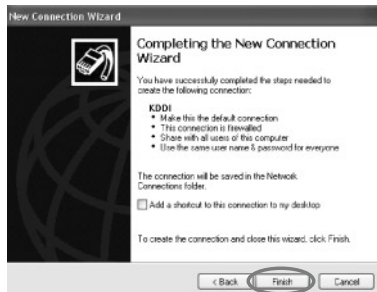 New Connection Wizard
Completing the New Connection
Wizard
You have successfully completed the steps needed to
create the following connection:
KDDI
• Make this the default connection
• This connection is firewalled
• Share with all users of this computer
• Use the same user name & password for everyone
The connection will be saved in the Network
Connections folder.
Add a shortcut to this connection to my desktop
To create the connection and close this wizard, click Finish.
< Back
Finish
Cancel